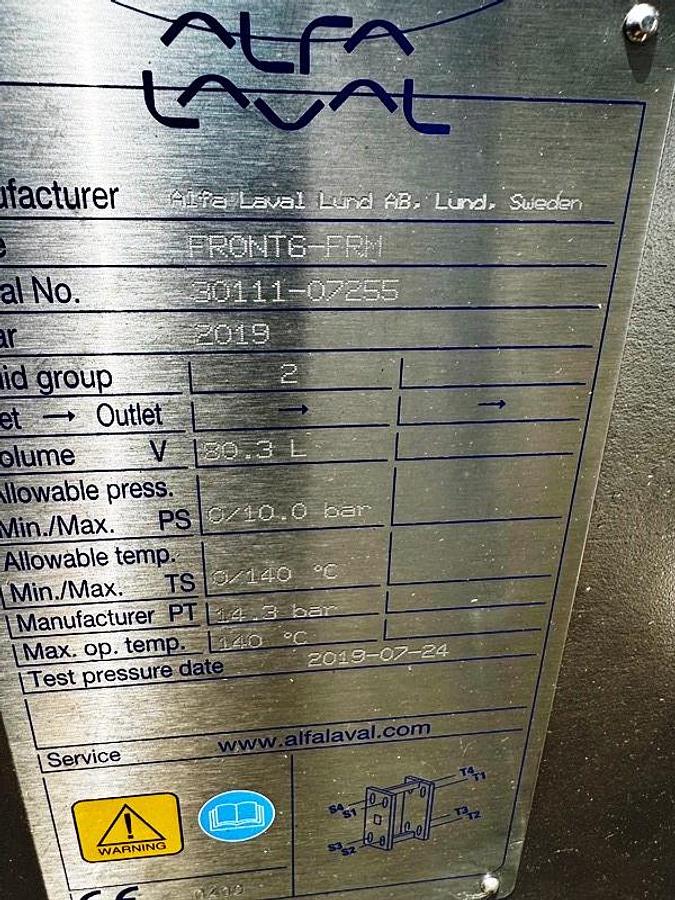 ALFA
LAVAL
ufacturer Alfa Laval Lund AB, Lund, Sweden
e FRONT6-FRM
al No. 30111-07255
ar 2019
id group 2
et → Outlet → →
olume V 80.3 L
Allowable press.
Min./Max. PS 0/10.0 bar
Allowable temp.
Min./Max. TS 0/140 °C
Manufacturer PT 14.3 bar
Max. op. temp. 140 °C
Test pressure date 2019-07-24
Service www.alfalaval.com
WARNING
S4 T4
S1 T1
S3 T3
S2 T2
CE